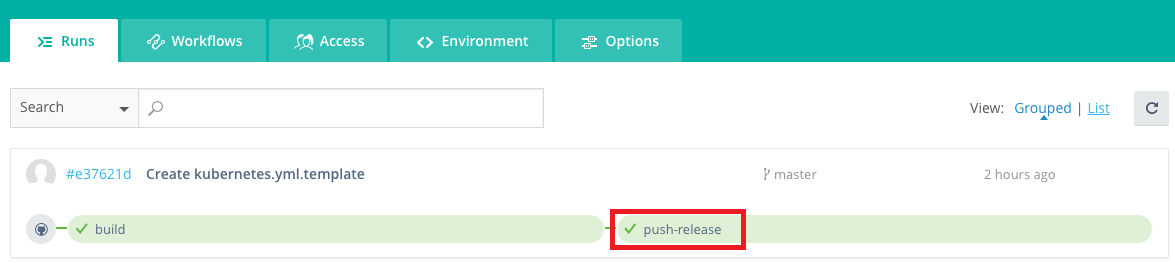 Runs Workflows Access Environment Options
Search View: Grouped | List
#e37621d Create kubernetes.yml.template master 2 hours ago
build push-release